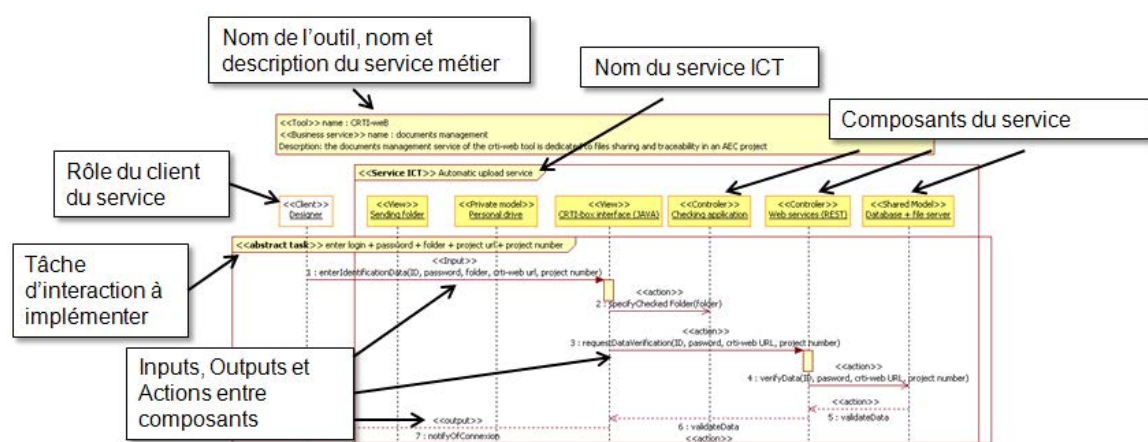 Nom de l'outil, nom et
description du service métier
Nom du service ICT
Composants du service
<<Tool>> name : CRTI-weB
<<Business service>> name : documents management
Descrption: the documents management service of the crti-web tool is dedicated to files sharing and traceability in an AEC project
Rôle du client
du service
<<Service ICT>> Automatic upload service
<<Client>>
Designer
<<View>>
Sending folder
<<Private model>>
Personal drive
<<View>>
CRTI-box interface (JAVA)
<<Controler>>
Checking application
<<Controler>>
Web services (REST)
<<Shared Model>>
Database + file server
<<abstract task>> enter login + password + folder + project url + project number
Tâche
d'interaction à
implémenter
<<Input>>
1 : enterIdentificationData(ID, password, folder, crti-web url, project number)
<<action>>
2 : specifyChecked Folder(folder)
<<action>>
3 : requestDataVerification(ID, pasword, crti-web URL, project number)
Inputs, Outputs et
Actions entre
composants
<<action>>
4 : verifyData(ID, pasword, crti-web URL, project number)
<<action>>
5 : validateData
<<output>>
6 : validateData
7 : notifyOfConnexion
<<action>>